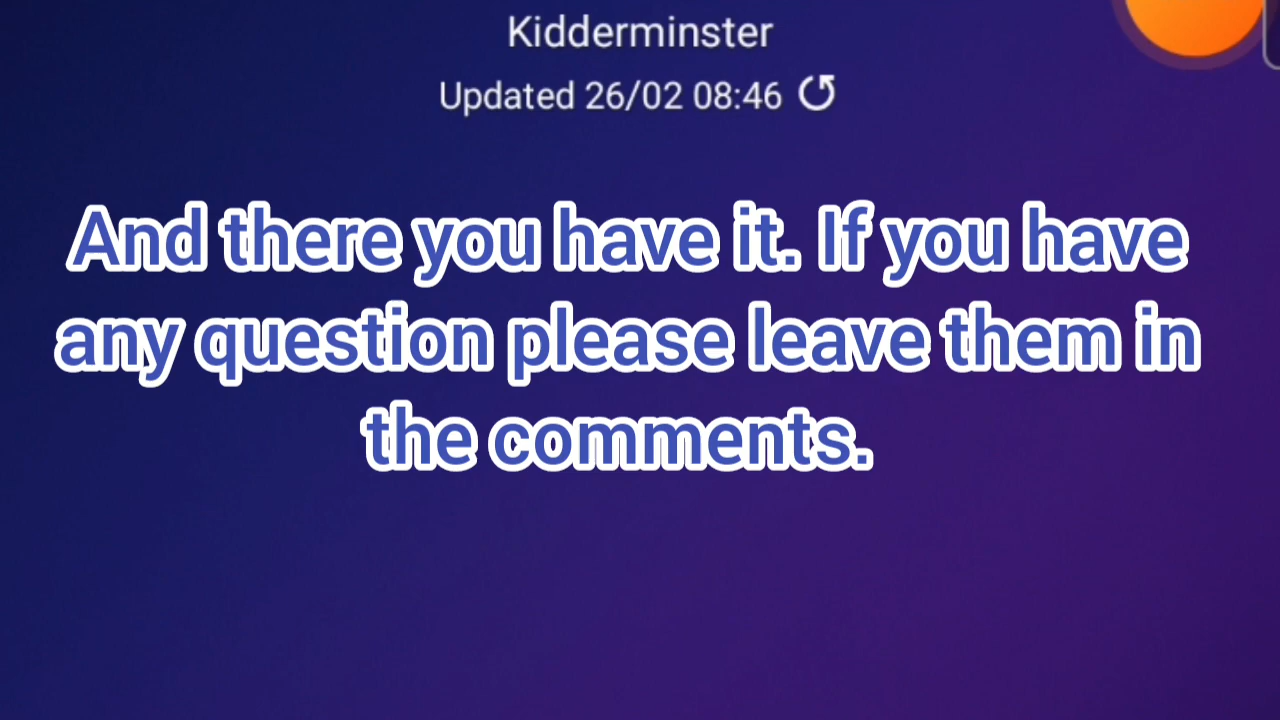 Kidderminster
Updated 26/02 08:46
And there you have it. If you have
any question please leave them in
the comments.